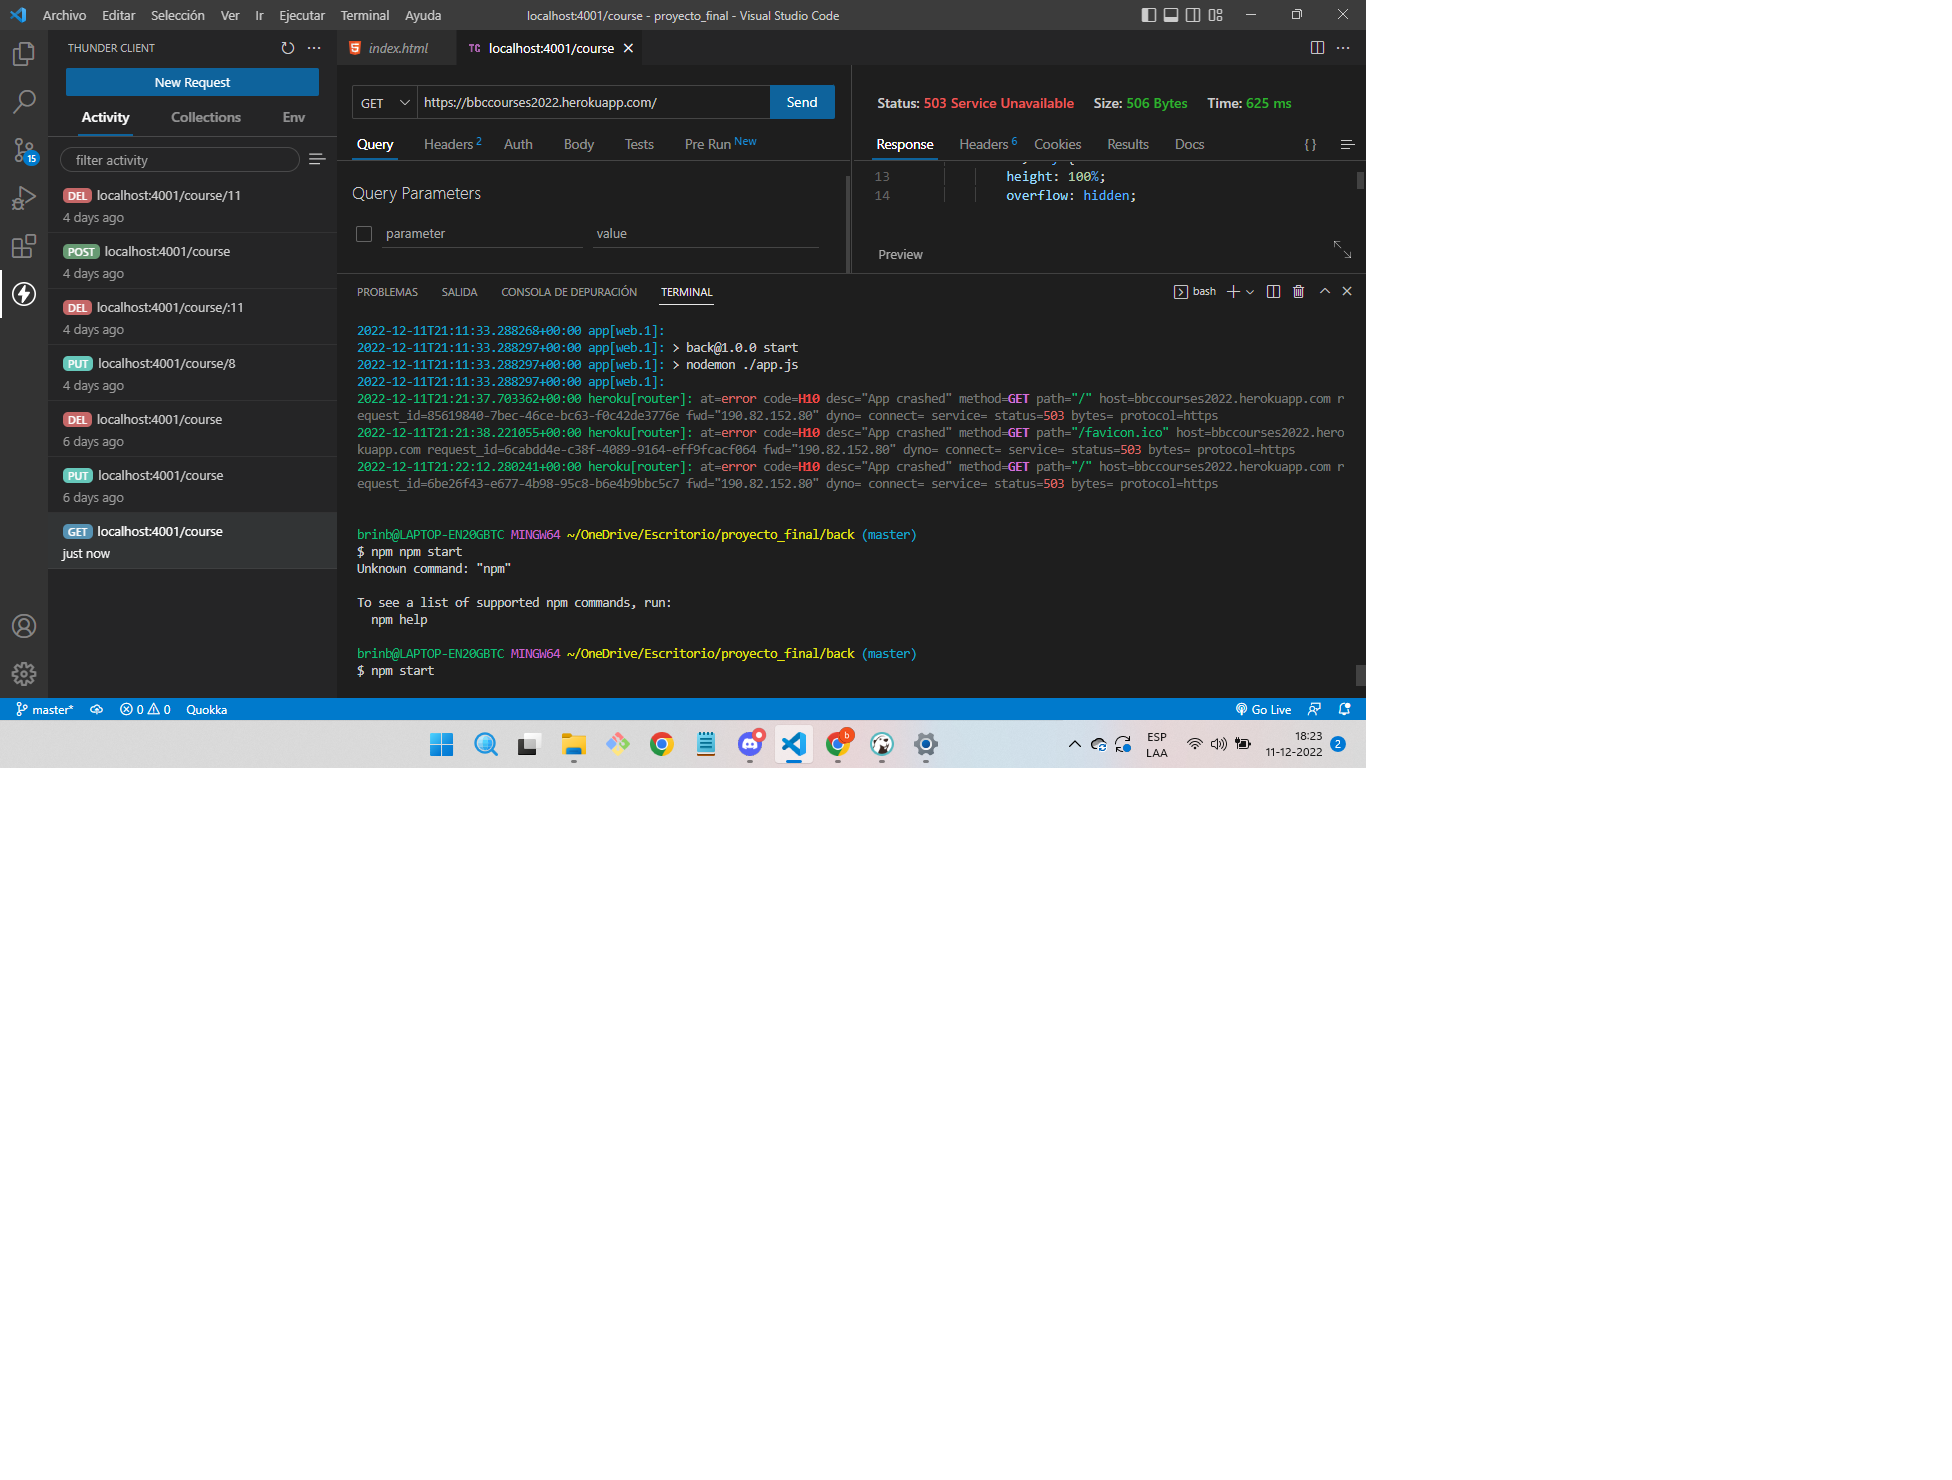 Archivo Editar Selección Ver Ir Ejecutar Terminal Ayuda localhost:4001/course - proyecto_final - Visual Studio Code
THUNDER CLIENT
New Request
Activity Collections Env
filter activity
DEL localhost:4001/course/11
4 days ago
POST localhost:4001/course
4 days ago
DEL localhost:4001/course/:11
4 days ago
PUT localhost:4001/course/8
4 days ago
DEL localhost:4001/course
6 days ago
PUT localhost:4001/course
6 days ago
GET localhost:4001/course
just now
15
index.html TC localhost:4001/course
GET https://bbccourses2022.herokuapp.com/ Send
Query Headers 2 Auth Body Tests Pre Run New
Query Parameters
parameter value
Status: 503 Service Unavailable Size: 506 Bytes Time: 625 ms
Response Headers 6 Cookies Results Docs {}
13 height: 100%;
14 overflow: hidden;
Preview
PROBLEMAS SALIDA CONSOLA DE DEPURACIÓN TERMINAL bash
2022-12-11T21:11:33.288268+00:00 app[web.1]:
2022-12-11T21:11:33.288297+00:00 app[web.1]: > back@1.0.0 start
2022-12-11T21:11:33.288297+00:00 app[web.1]: > nodemon ./app.js
2022-12-11T21:11:33.288297+00:00 app[web.1]:
2022-12-11T21:21:37.703362+00:00 heroku[router]: at=error code=H10 desc="App crashed" method=GET path="/" host=bbccourses2022.herokuapp.com r
equest_id=85619840-7bec-46ce-bc63-f0c42de3776e fwd="190.82.152.80" dyno= connect= service= status=503 bytes= protocol=https
2022-12-11T21:21:38.221055+00:00 heroku[router]: at=error code=H10 desc="App crashed" method=GET path="/favicon.ico" host=bbccourses2022.hero
kuapp.com request_id=6cabdd4e-c38f-4089-9164-eff9fcacf064 fwd="190.82.152.80" dyno= connect= service= status=503 bytes= protocol=https
2022-12-11T21:22:12.280241+00:00 heroku[router]: at=error code=H10 desc="App crashed" method=GET path="/" host=bbccourses2022.herokuapp.com r
equest_id=6be26f43-e677-4b98-95c8-b6e4b9bbc5c7 fwd="190.82.152.80" dyno= connect= service= status=503 bytes= protocol=https
brinb@LAPTOP-EN20GBTC MINGW64 ~/OneDrive/Escritorio/proyecto_final/back (master)
$ npm npm start
Unknown command: "npm"
To see a list of supported npm commands, run:
npm help
brinb@LAPTOP-EN20GBTC MINGW64 ~/OneDrive/Escritorio/proyecto_final/back (master)
$ npm start
master* 0 0 Quokka Go Live
b
ESP
LAA
18:23
11-12-2022
2